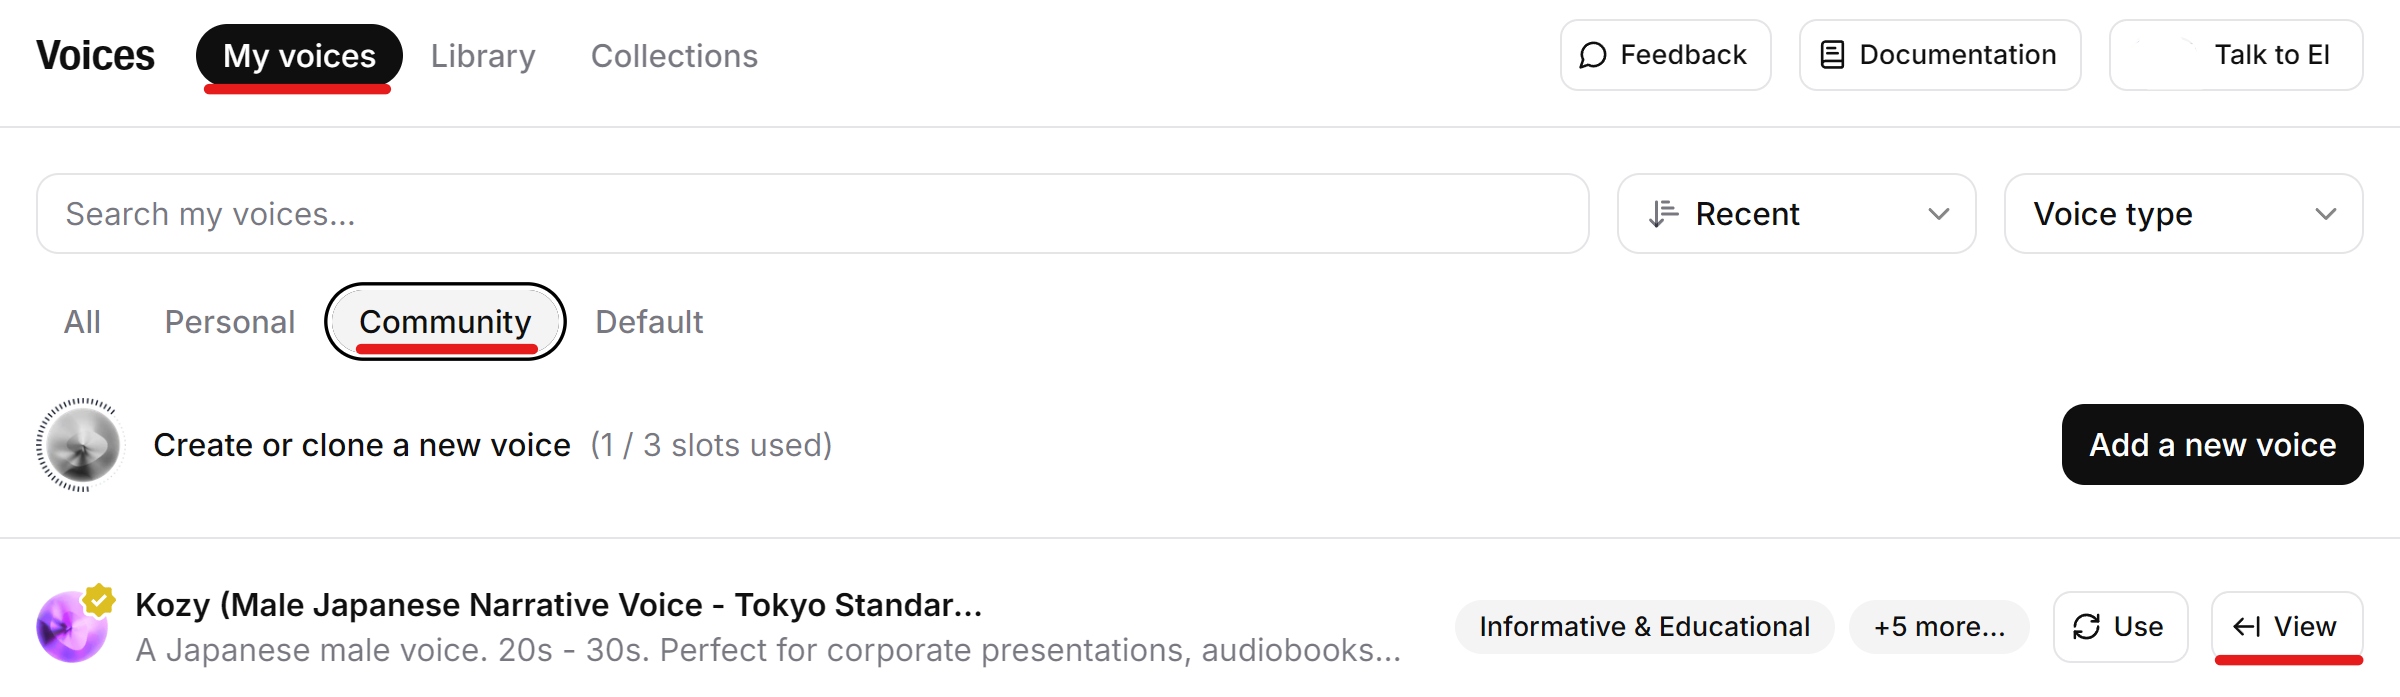 Voices My voices Library Collections Feedback Documentation Talk to El
Search my voices... Recent Voice type
All Personal Community Default
Create or clone a new voice (1 / 3 slots used) Add a new voice
Kozy (Male Japanese Narrative Voice - Tokyo Standar...
A Japanese male voice. 20s - 30s. Perfect for corporate presentations, audiobooks...
Informative & Educational +5 more... Use View